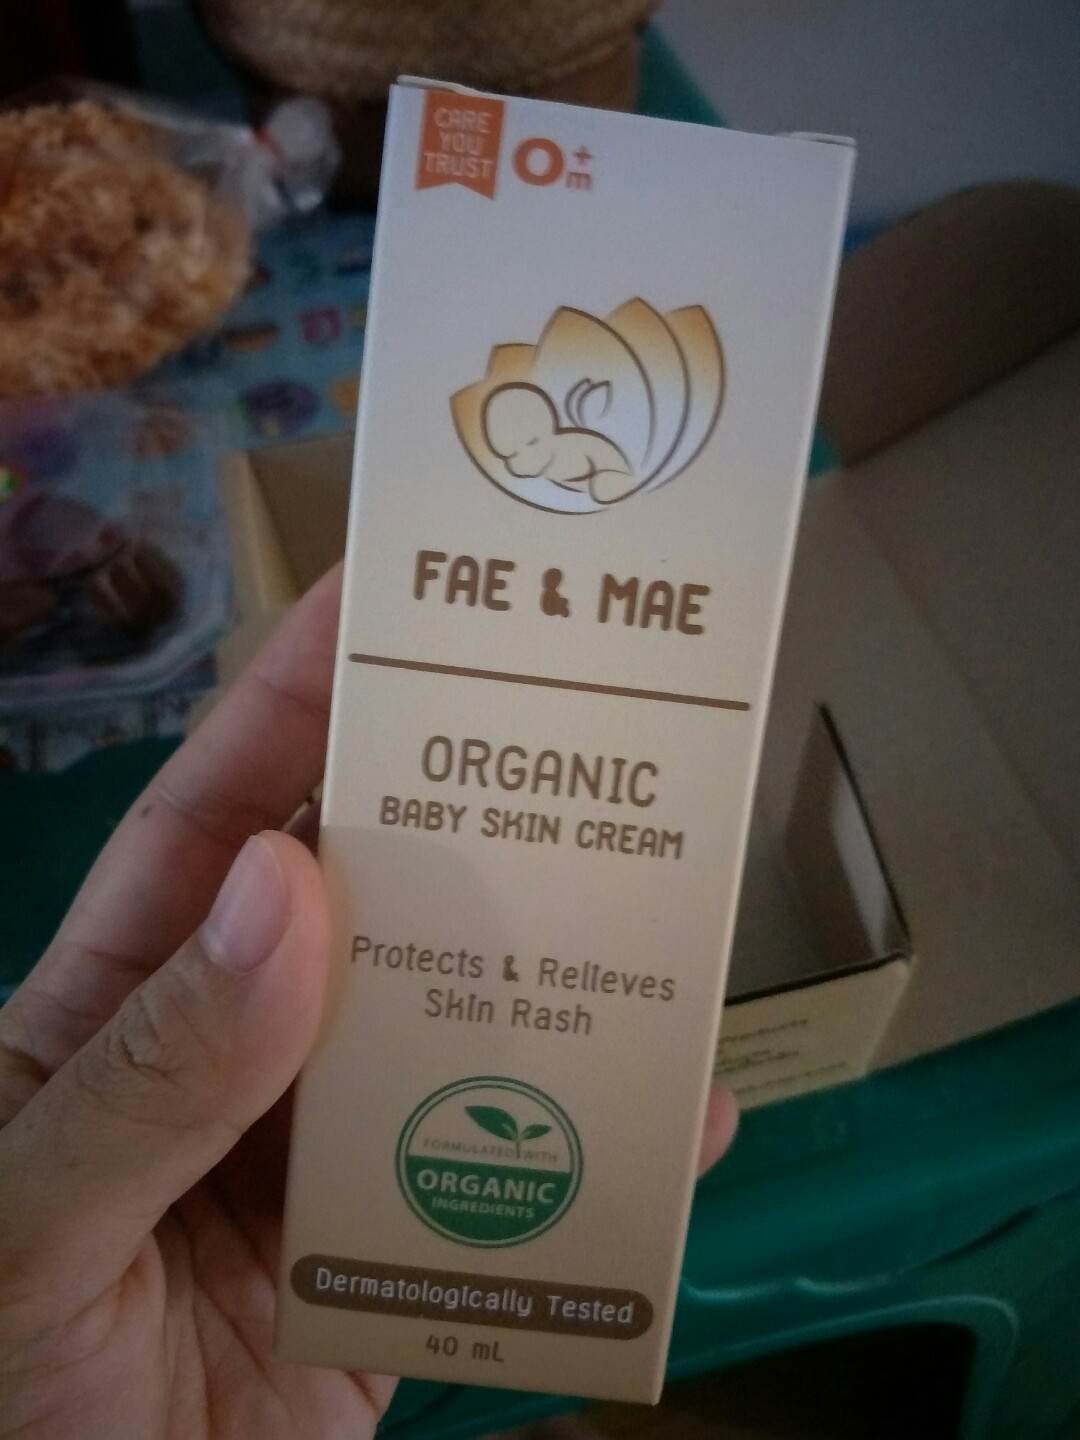 CARE
YOU
TRUST
0+
m
FAE & MAE
ORGANIC
BABY SKIN CREAM
Protects & Relieves
Skin Rash
FORMULATED WITH
ORGANIC
INGREDIENTS
Dermatologically Tested
40 mL
Products